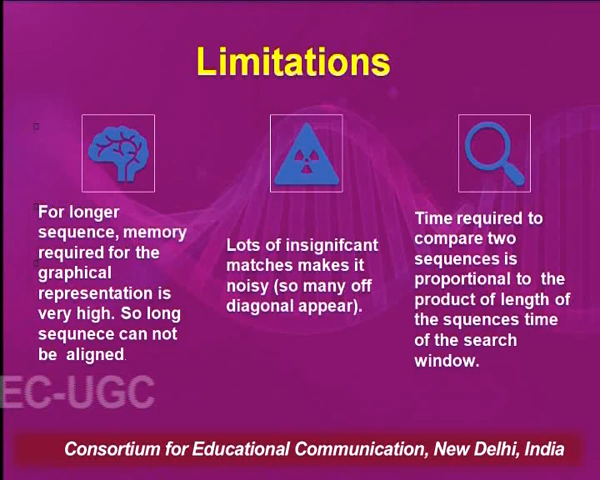 Limitations
For longer
sequence, memory
required for the
graphical
representation is
very high. So long
sequnece can not
be aligned
Lots of insignifcant
matches makes it
noisy (so many off
diagonal appear).
Time required to
compare two
sequences is
proportional to the
product of length of
the squences time
of the search
window.
EC-UGC
Consortium for Educational Communication, New Delhi, India